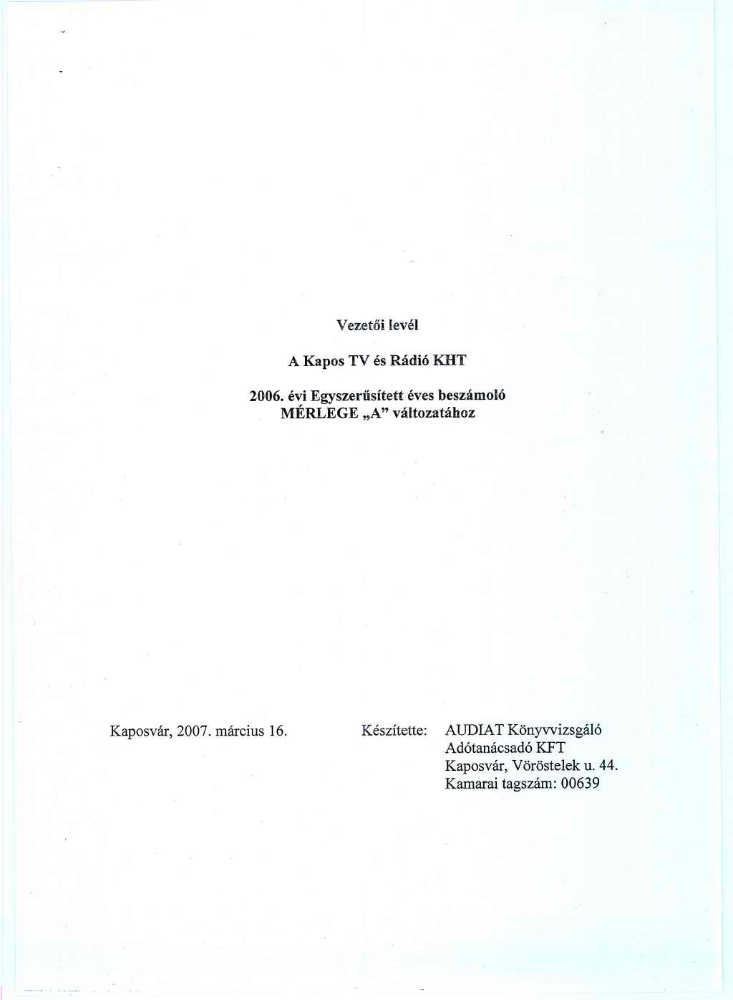 Vezetői levél
A Kapos TV és Rádió KHT
2006. évi Egyszerűsített éves beszámoló
MÉRLEGE „A” változatához
Kaposvár, 2007. március 16.
Készítette: AUDIAT Könyvvizsgáló
Adótanácsadó KFT
Kaposvár, Vöröstelek u. 44.
Kamarai tagszám: 00639